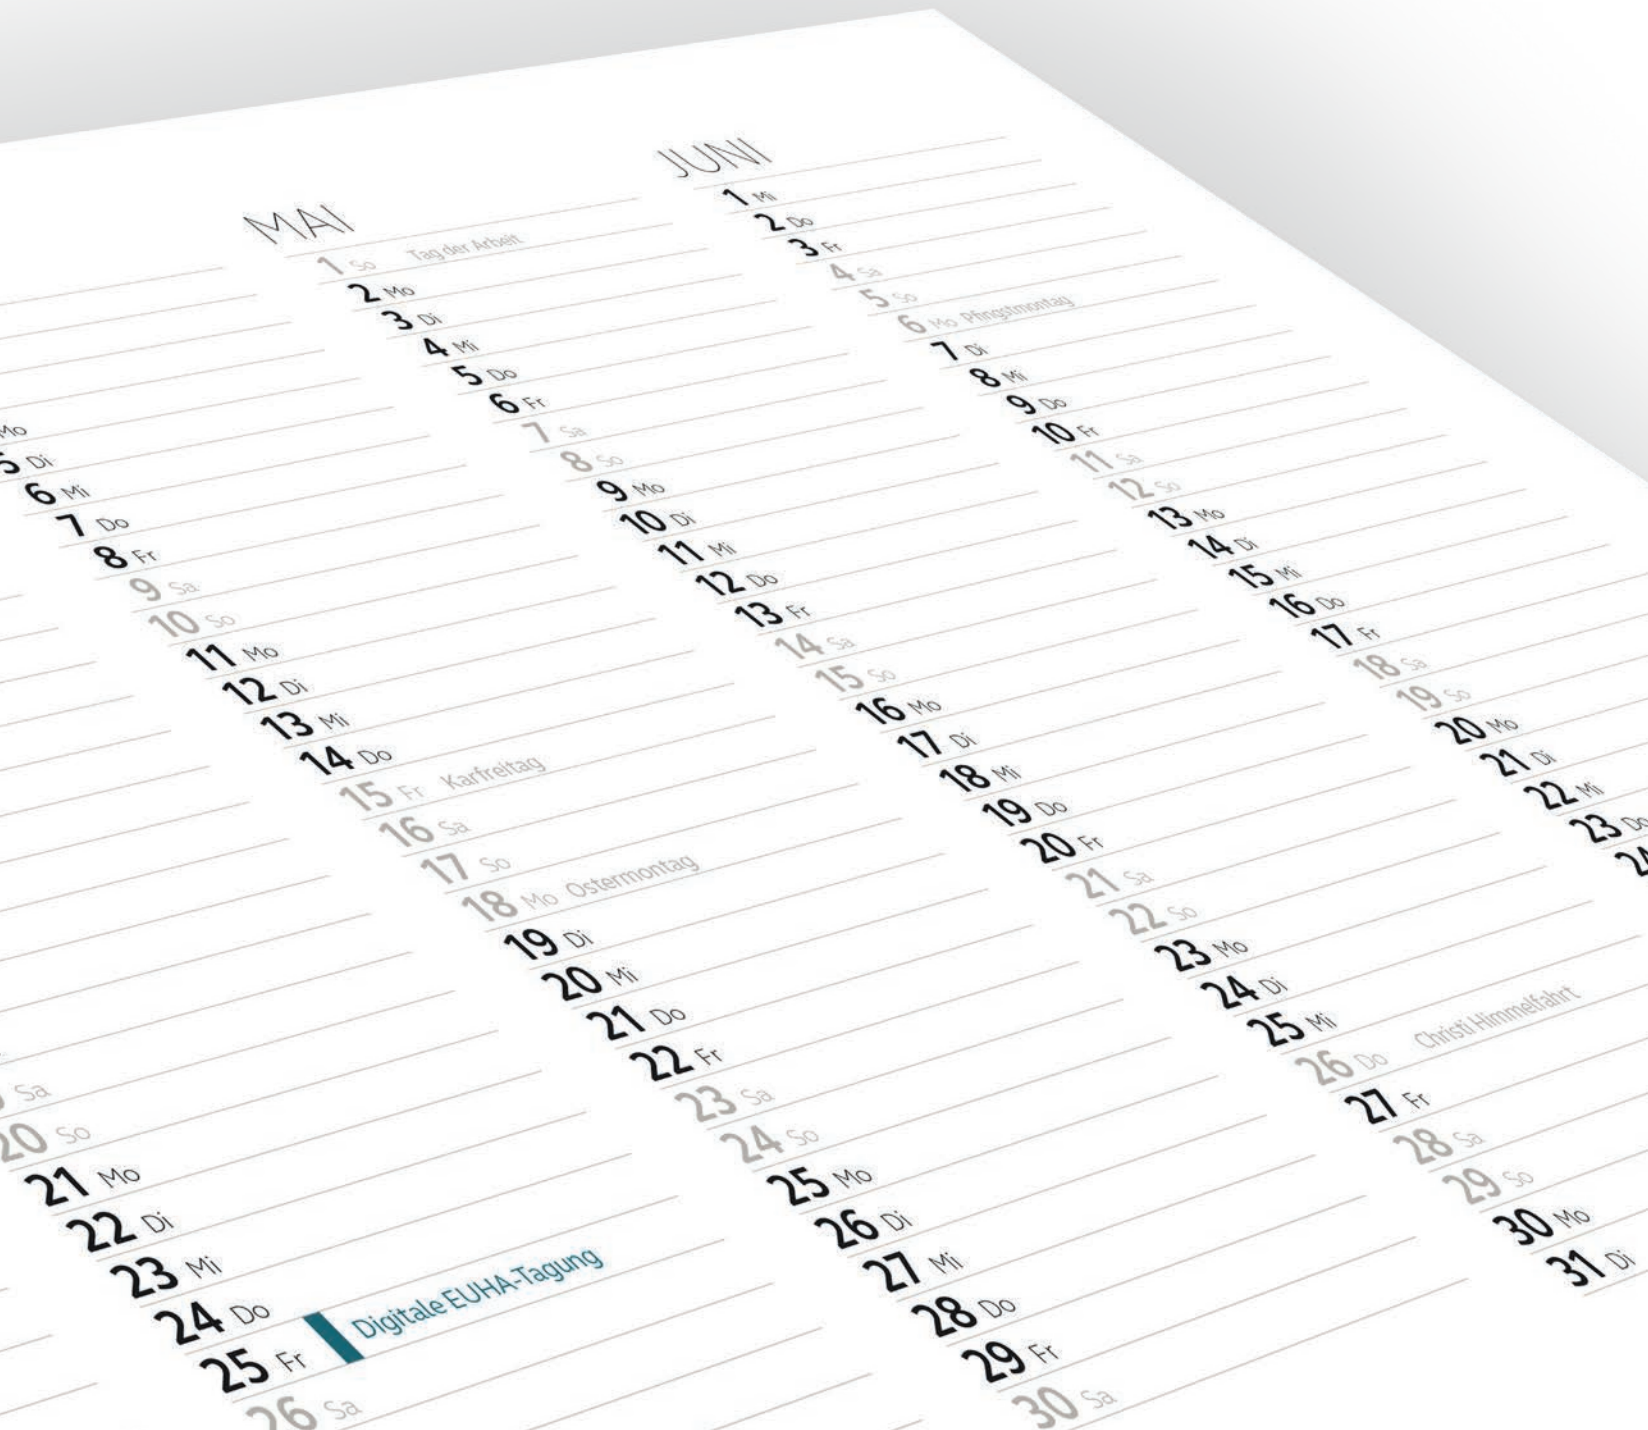 Sa
20 So
21 Mo
22 Di
23 Mi
24 Do
25 Fr Digitale EUHA-Tagung
26 Sa
Mo
5 Di
6 Mi
7 Do
8 Fr
9 Sa
10 So
11 Mo
12 Di
13 Mi
14 Do
15 Fr Karfreitag
16 Sa
17 So
18 Mo Ostermontag
19 Di
20 Mi
21 Do
22 Fr
23 Sa
24 So
25 Mo
26 Di
27 Mi
28 Do
29 Fr
30 Sa
MAI
1 So Tag der Arbeit
2 Mo
3 Di
4 Mi
5 Do
6 Fr
7 Sa
8 So
9 Mo
10 Di
11 Mi
12 Do
13 Fr
14 Sa
15 So
16 Mo
17 Di
18 Mi
19 Do
20 Fr
21 Sa
22 So
23 Mo
24 Di
25 Mi
26 Do Christi Himmelfahrt
27 Fr
28 Sa
29 So
30 Mo
31 Di
JUNI
1 Mi
2 Do
3 Fr
4 Sa
5 So
6 Mo Pfingstmontag
7 Di
8 Mi
9 Do
10 Fr
11 Sa
12 So
13 Mo
14 Di
15 Mi
16 Do
17 Fr
18 Sa
19 So
20 Mo
21 Di
22 Mi
23 Do
24